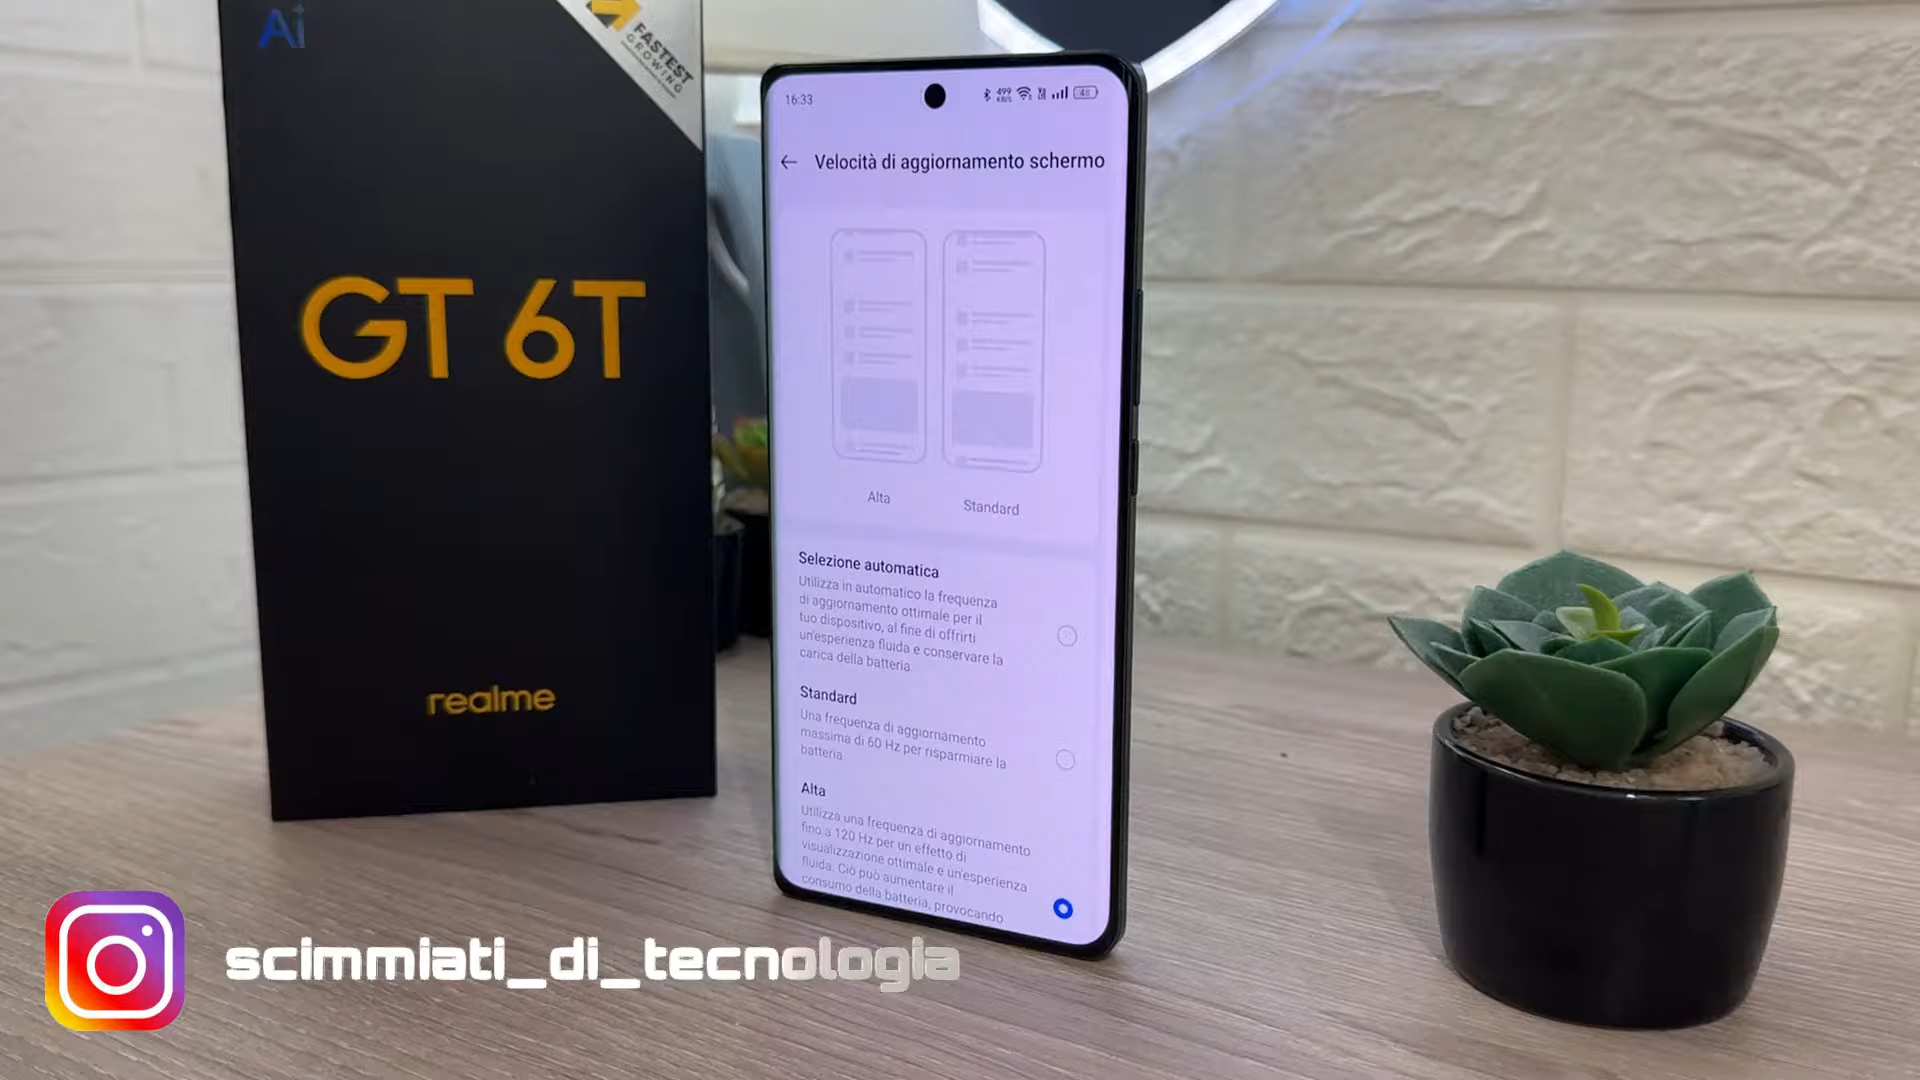 Ai
FASTEST
GROWING
GT 6T
realme
16:33
499
KB/S
48
Velocità di aggiornamento schermo
Alta
Standard
Selezione automatica
Utilizza in automatico la frequenza
di aggiornamento ottimale per il
tuo dispositivo, al fine di offrirti
un'esperienza fluida e conservare la
carica della batteria.
Standard
Una frequenza di aggiornamento
massima di 60 Hz per risparmiare la
batteria
Alta
Utilizza una frequenza di aggiornamento
fino a 120 Hz per un effetto di
visualizzazione ottimale e un'esperienza
fluida. Ciò può aumentare il
consumo della batteria, provocando
scimmiati_di_tecnologia